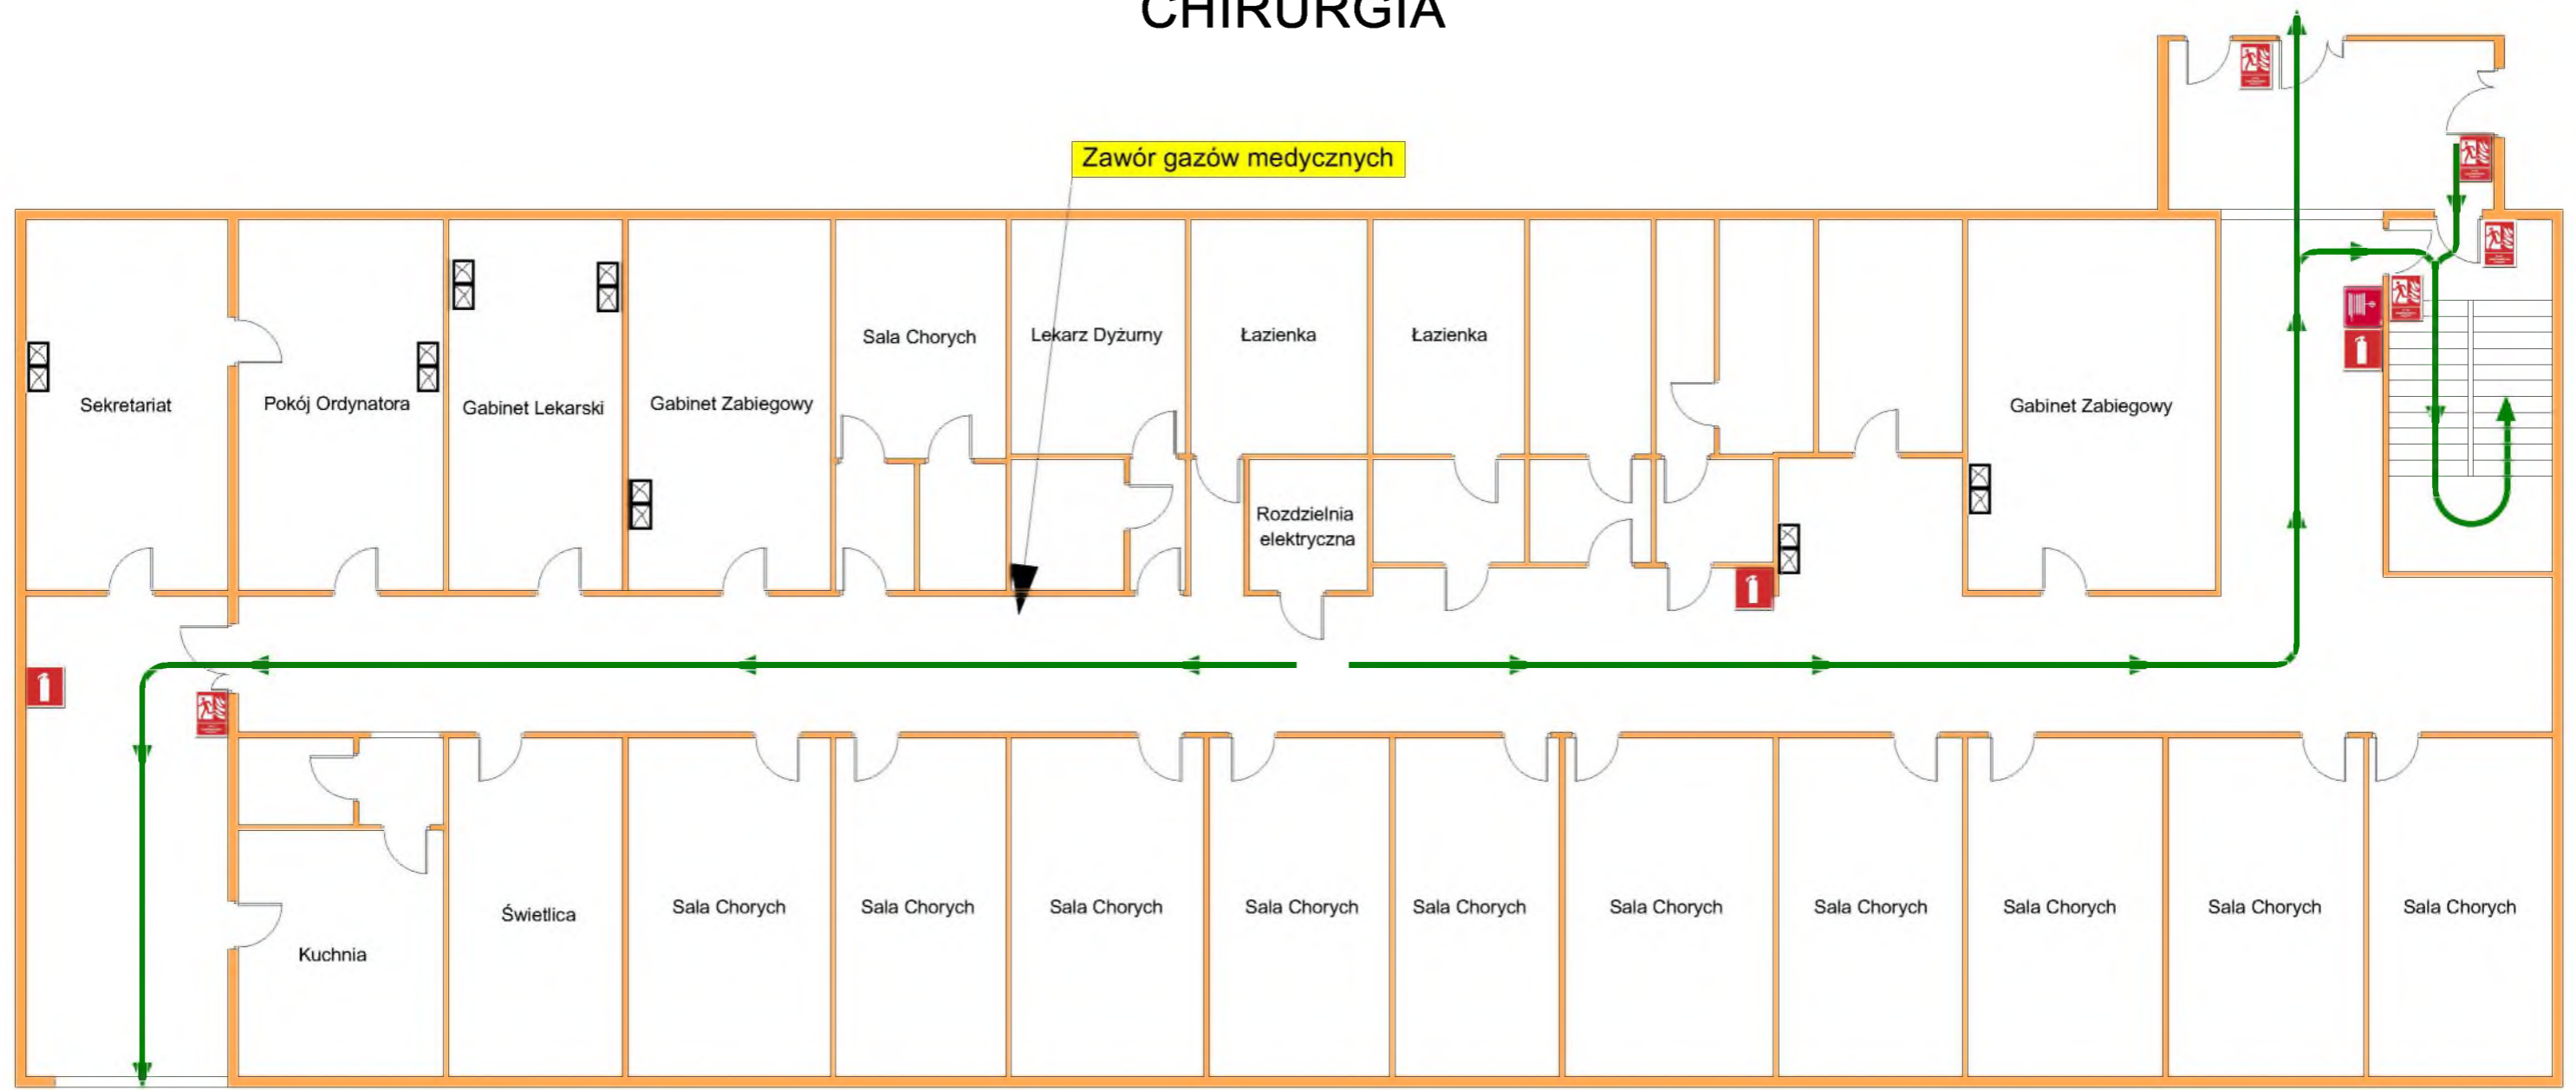 CHIRURGIA
Zawór gazów medycznych
Sekretariat
Pokój Ordynatora
Gabinet Lekarski
Gabinet Zabiegowy
Sala Chorych
Lekarz Dyżurny
Łazienka
Łazienka
Gabinet Zabiegowy
Rozdzielnia
elektryczna
Kuchnia
Świetlica
Sala Chorych
Sala Chorych
Sala Chorych
Sala Chorych
Sala Chorych
Sala Chorych
Sala Chorych
Sala Chorych
Sala Chorych
Sala Chorych